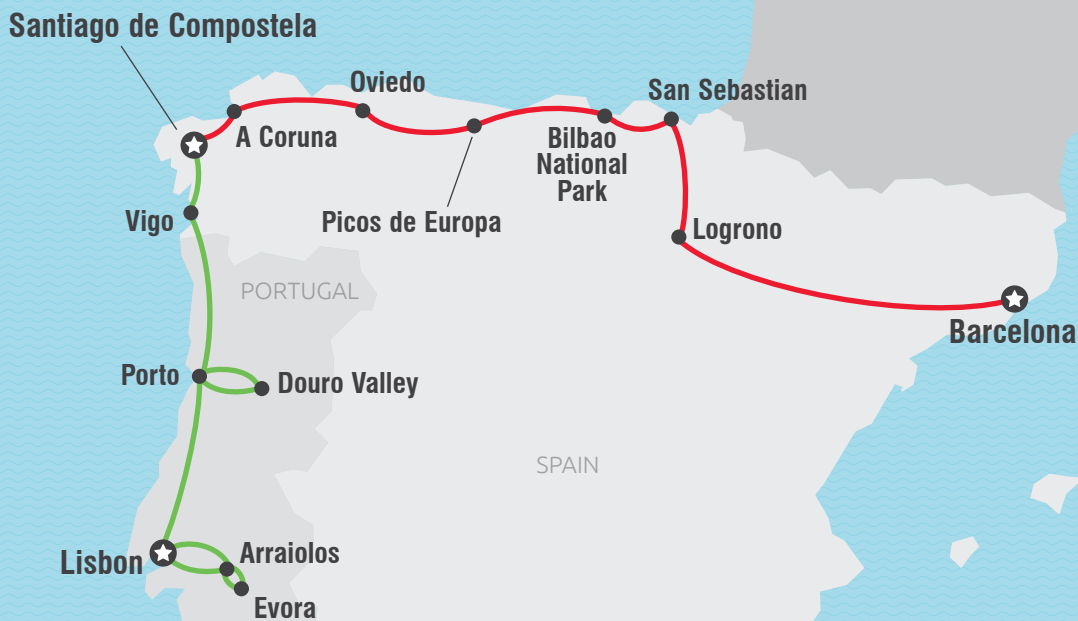 Santiago de Compostela
Oviedo
San Sebastian
A Coruna
Bilbao
National
Park
Picos de Europa
Vigo
Logrono
PORTUGAL
Barcelona
Porto
Douro Valley
SPAIN
Lisbon
Arraiolos
Evora